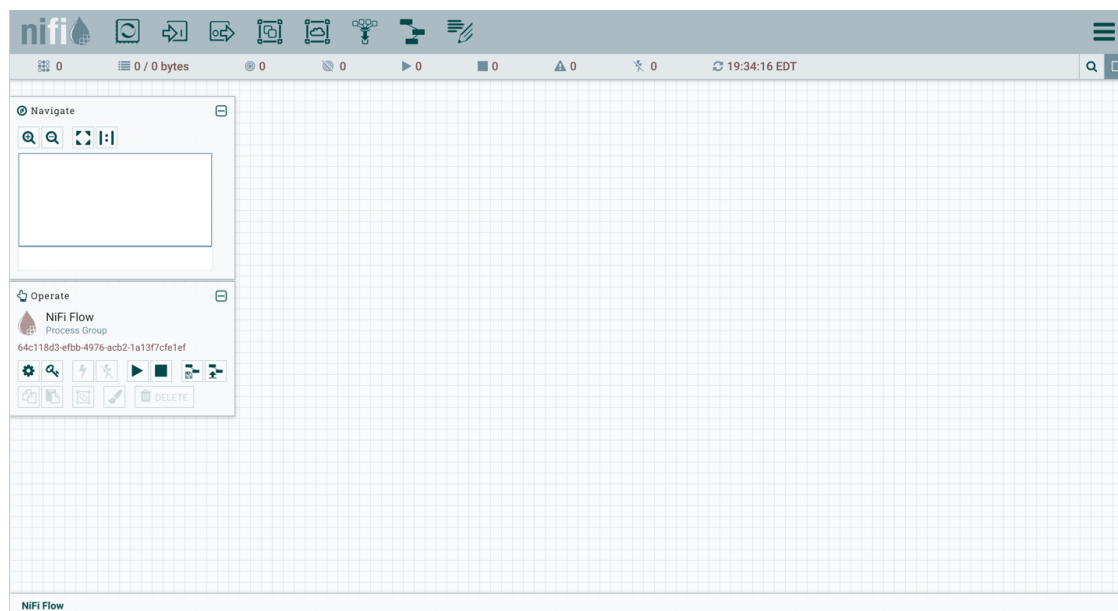 nifi
0 0 / 0 bytes 0 0 0 0 0 0 19:34:16 EDT
Navigate
Operate
NiFi Flow
Process Group
64c118d3-efbb-4976-acb2-1a13f7cfe1ef
DELETE
NiFi Flow